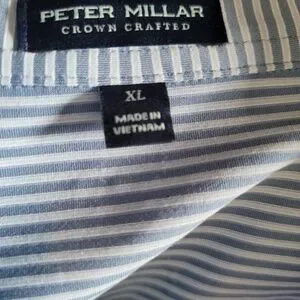 PETER MILLAR
CROWN CRAFTED
XL
MADE IN
VIETNAM